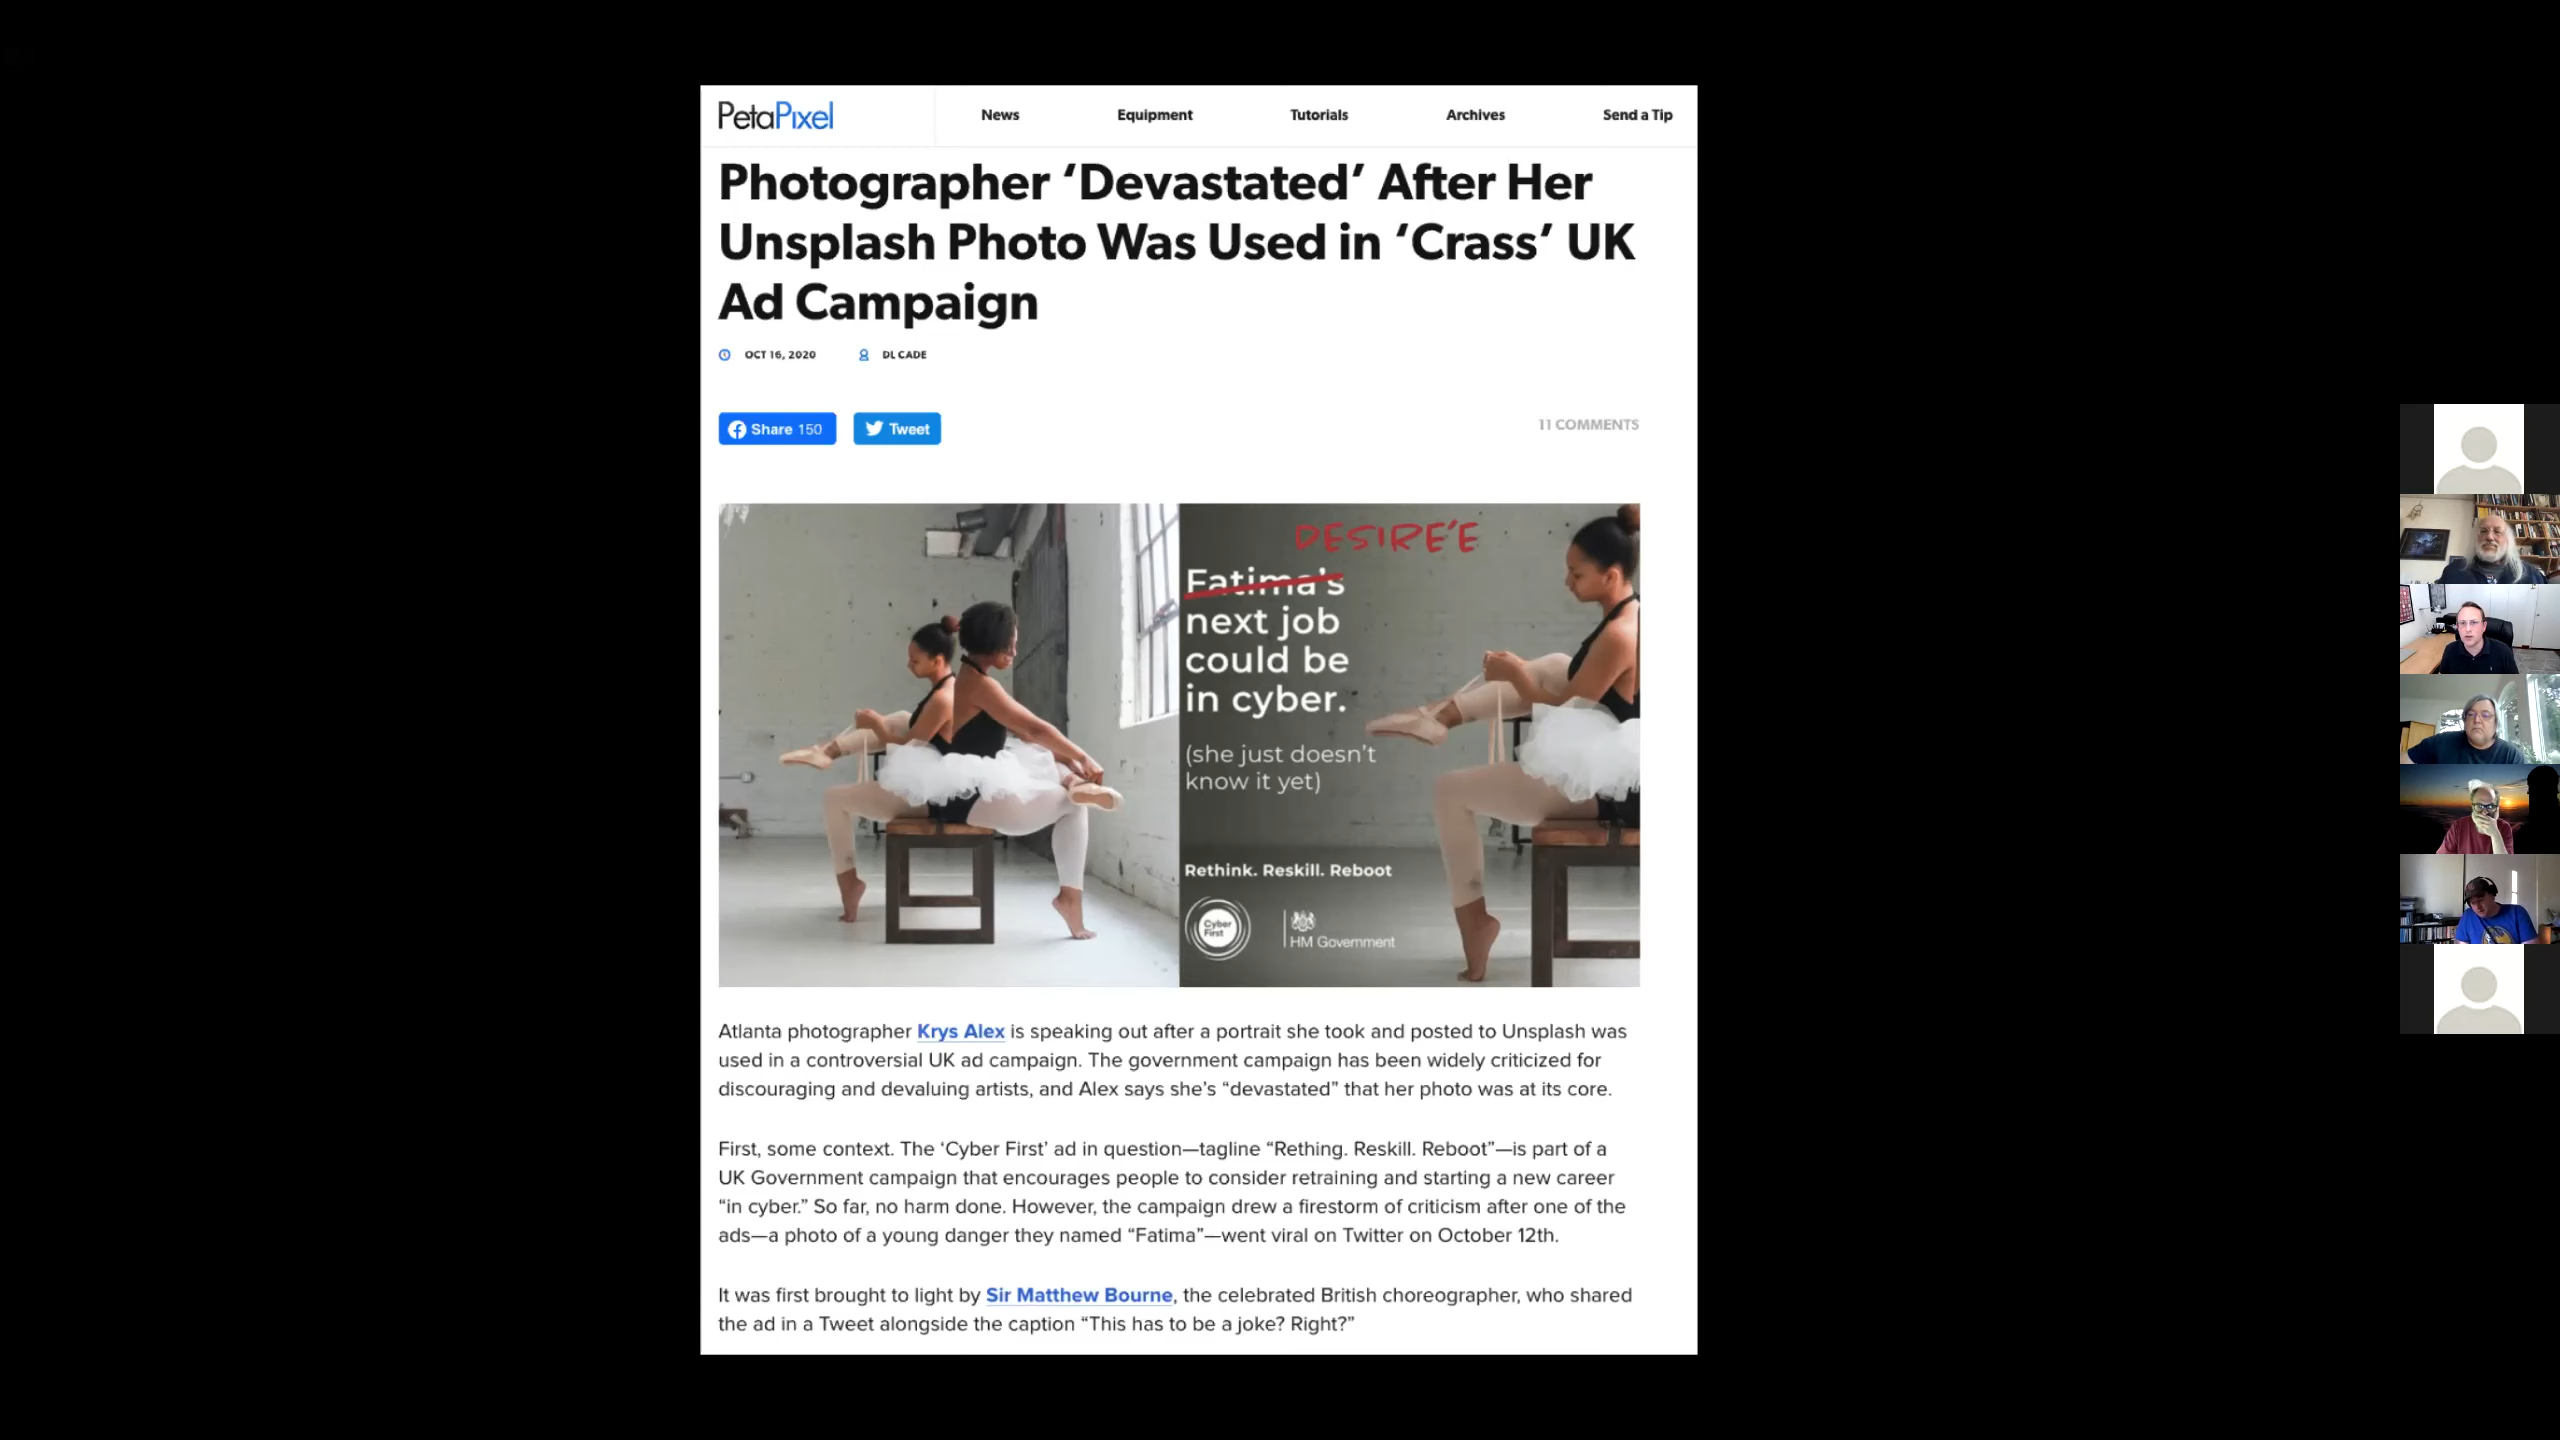 PetaPixel
News Equipment Tutorials Archives Send a Tip
Photographer ‘Devastated’ After Her
Unsplash Photo Was Used in ‘Crass’ UK
Ad Campaign
OCT 16, 2020 DL CADE
Share 150 Tweet
11 COMMENTS
DESIRE'E
Fatima's
next job
could be
in cyber.
(she just doesn't
know it yet)
Rethink. Reskill. Reboot
Cyber
First
HM Government
Atlanta photographer Krys Alex is speaking out after a portrait she took and posted to Unsplash was
used in a controversial UK ad campaign. The government campaign has been widely criticized for
discouraging and devaluing artists, and Alex says she’s “devastated” that her photo was at its core.
First, some context. The ‘Cyber First’ ad in question—tagline “Rething. Reskill. Reboot”—is part of a
UK Government campaign that encourages people to consider retraining and starting a new career
“in cyber.” So far, no harm done. However, the campaign drew a firestorm of criticism after one of the
ads—a photo of a young danger they named “Fatima”—went viral on Twitter on October 12th.
It was first brought to light by Sir Matthew Bourne, the celebrated British choreographer, who shared
the ad in a Tweet alongside the caption “This has to be a joke? Right?”